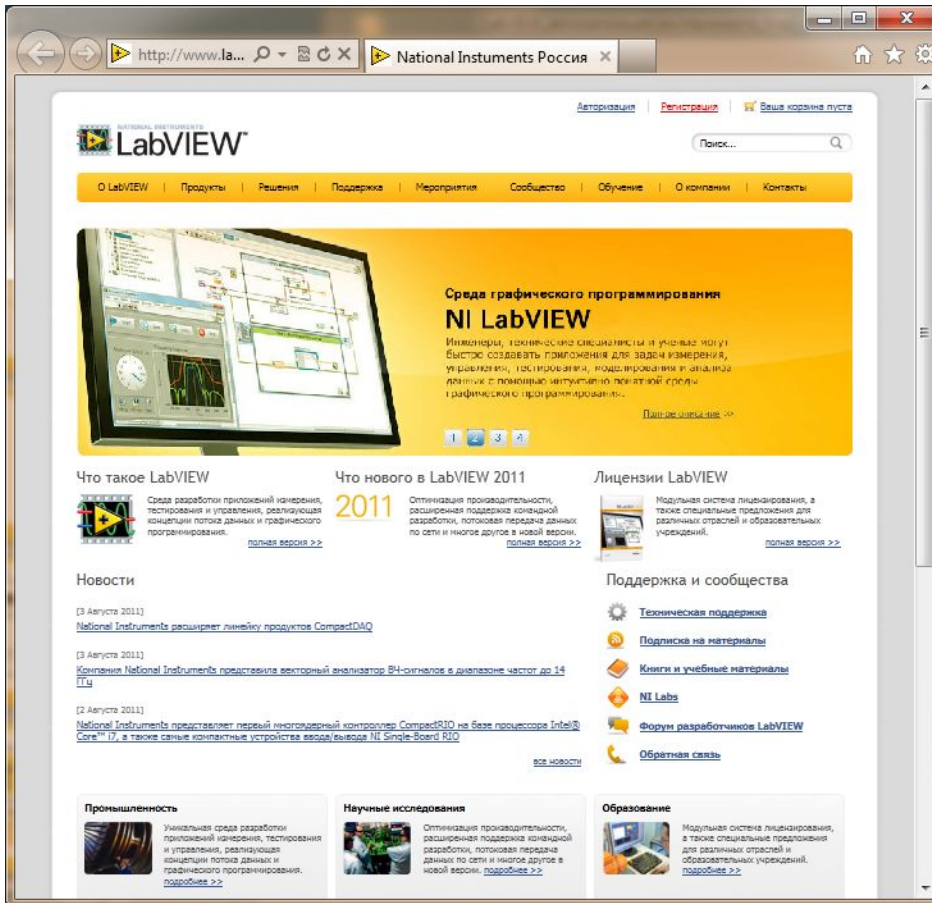 http://www.la...
National Instuments Россия
Авторизация
Регистрация
Ваша корзина пуста
NATIONAL INSTRUMENTS
LabVIEW™
Поиск...
О LabVIEW | Продукты | Решения | Поддержка | Мероприятия Сообщество | Обучение | О компании | Контакты
Среда графического программирования
NI LabVIEW
Инженеры, технические специалисты и ученые могут
быстро создавать приложения для задач измерения,
управления, тестирования, моделирования и анализа
данных с помощью интуитивно понятной среды
графического программирования.
Полное описание >>
1 2 3 4
Что такое LabVIEW
Среда разработки приложений измерения,
тестирования и управления, реализующая
концепции потока данных и графического
программирования.
полная версия >>
Что нового в LabVIEW 2011
2011
Оптимизация производительности,
расширенная поддержка командной
разработки, потоковая передача данных
по сети и многое другое в новой версии.
полная версия >>
Лицензии LabVIEW
Модульная система лицензирования, а
также специальные предложения для
различных отраслей и образовательных
учреждений.
полная версия >>
Новости
[3 Августа 2011]
National Instruments расширяет линейку продуктов CompactDAQ
[3 Августа 2011]
Компания National Instruments представила векторный анализатор ВЧ-сигналов в диапазоне частот до 14
ГГц
[2 Августа 2011]
National Instruments представляет первый многоядерный контроллер CompactRIO на базе процессора Intel®
Core™ i7, а также самые компактные устройства ввода/вывода NI Single-Board RIO
все новости
Поддержка и сообщества
Техническая поддержка
Подписка на материалы
Книги и учебные материалы
NI Labs
Форум разработчиков LabVIEW
Обратная связь
Промышленность
Уникальная среда разработки
приложений измерения, тестирования
и управления, реализующая
концепции потока данных и
графического программирования.
подробнее >>
Научные исследования
Оптимизация производительности,
расширенная поддержка командной
разработки, потоковая передача
данных по сети и многое другое в
новой версии. подробнее >>
Образование
Модульная система лицензирования,
а также специальные предложения
для различных отраслей и
образовательных учреждений.
подробнее >>